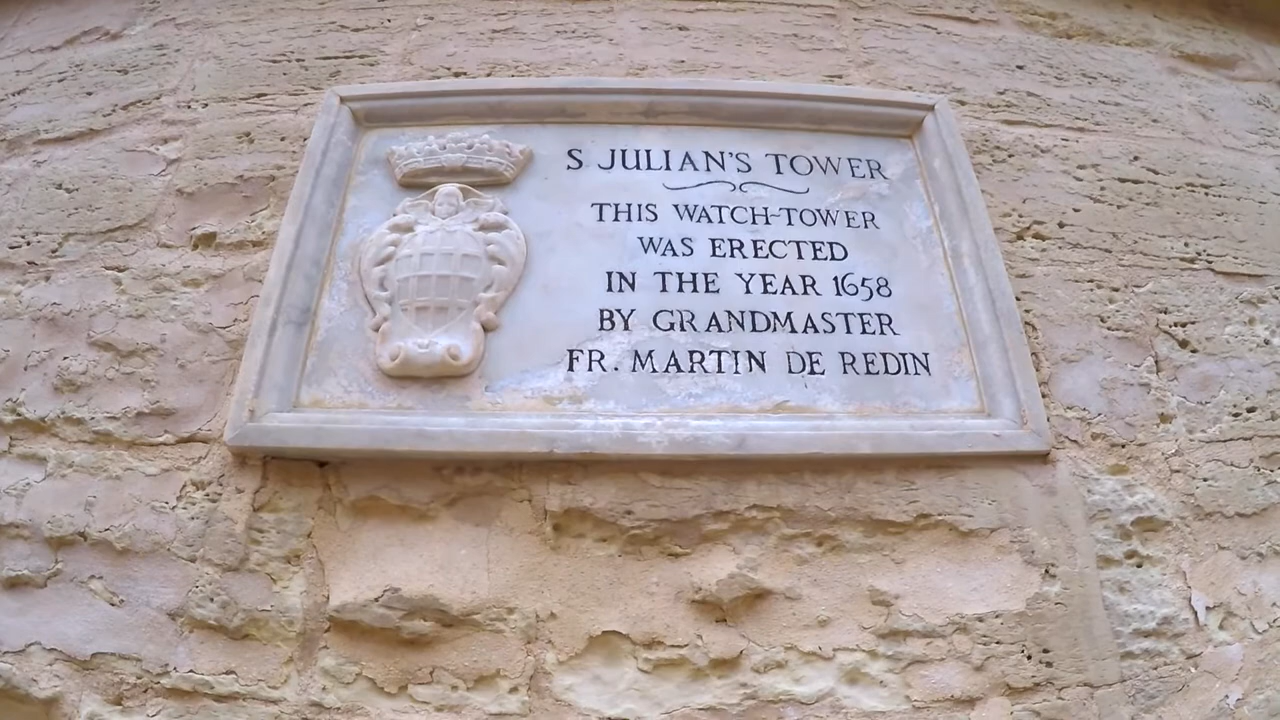 S JULIAN'S TOWER
THIS WATCH-TOWER
WAS ERECTED
IN THE YEAR 1658
BY GRANDMASTER
FR. MARTIN DE REDIN